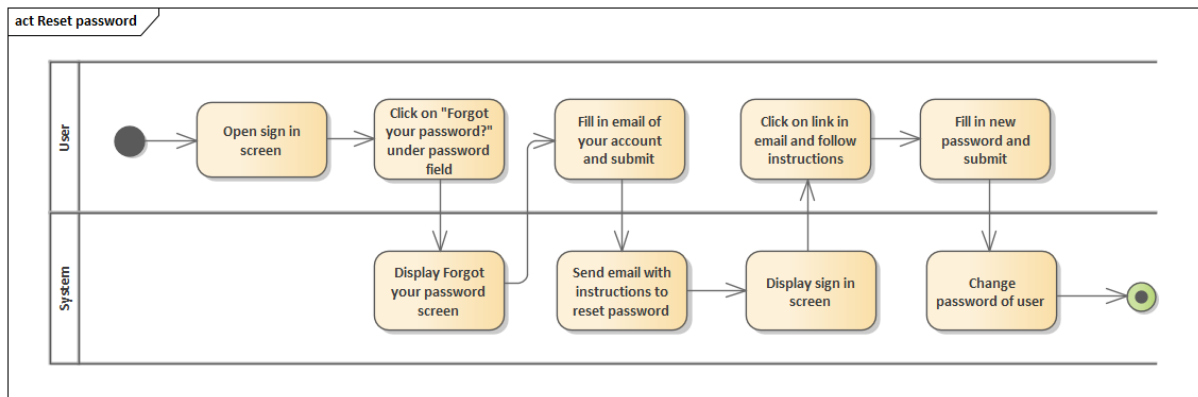 act Reset password
User
Open sign in
screen
Click on "Forgot
your password?"
under password
field
Fill in email of
your account
and submit
Click on link in
email and follow
instructions
Fill in new
password and
submit
System
Display Forgot
your password
screen
Send email with
instructions to
reset password
Display sign in
screen
Change
password of user